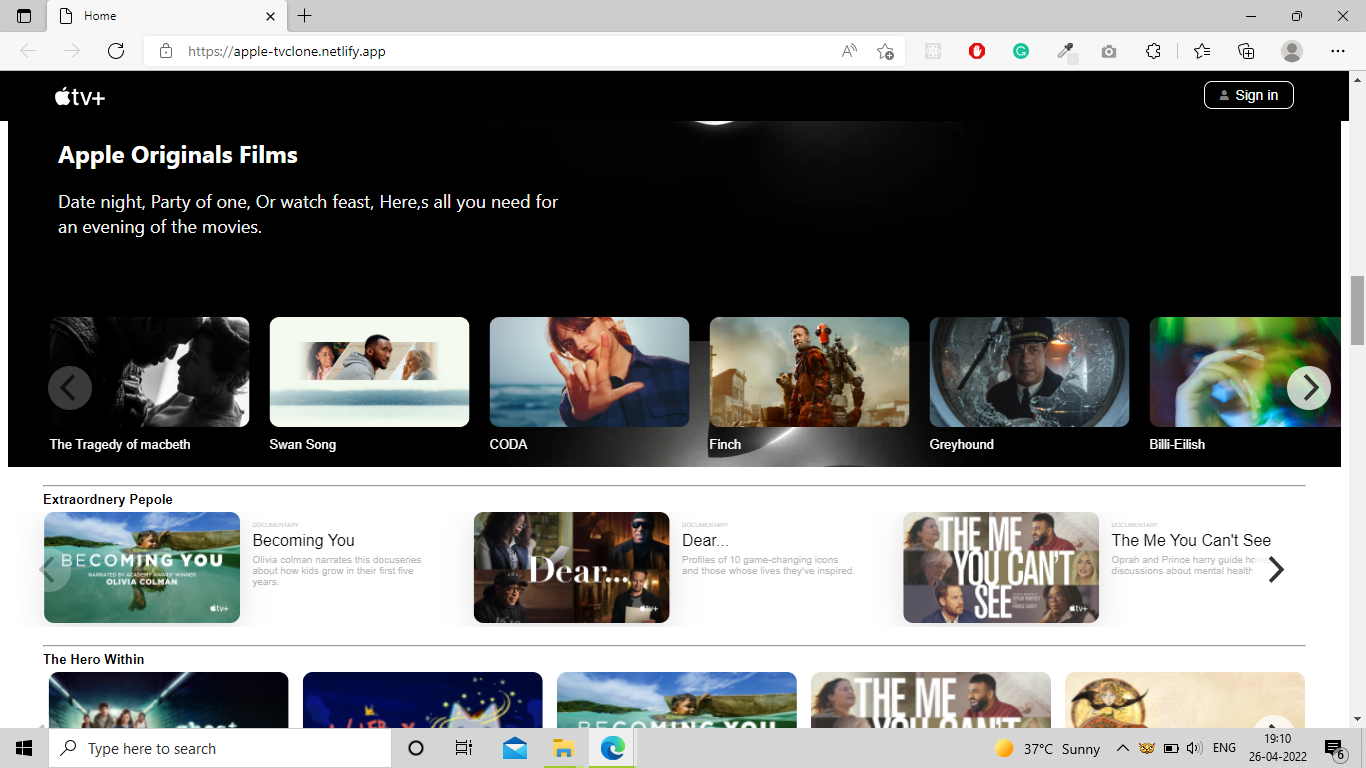 Home
https://apple-tvclone.netlify.app
tv+
Sign in
Apple Originals Films
Date night, Party of one, Or watch feast, Here,s all you need for
an evening of the movies.
The Tragedy of macbeth
Swan Song
CODA
Finch
Greyhound
Billi-Eilish
Extraordnery Pepole
BECOMING YOU
NARRATED BY ACADEMY AWARD WINNER
OLIVIA COLMAN
tv+
DOCUMENTARY
Becoming You
Olivia colman narrates this docuseries
about how kids grow in their first five
years.
Dear...
tv+
DOCUMENTARY
Dear...
Profiles of 10 game-changing icons
and those whose lives they've inspired.
THE ME
YOU CAN'T
SEE
tv+
DOCUMENTARY
The Me You Can't See
Oprah and Prince harry guide
discussions about mental health
The Hero Within
BECOMING YOU
THE ME
YOU CAN'T
Type here to search
37°C Sunny
ENG
19:10
26-04-2022
6